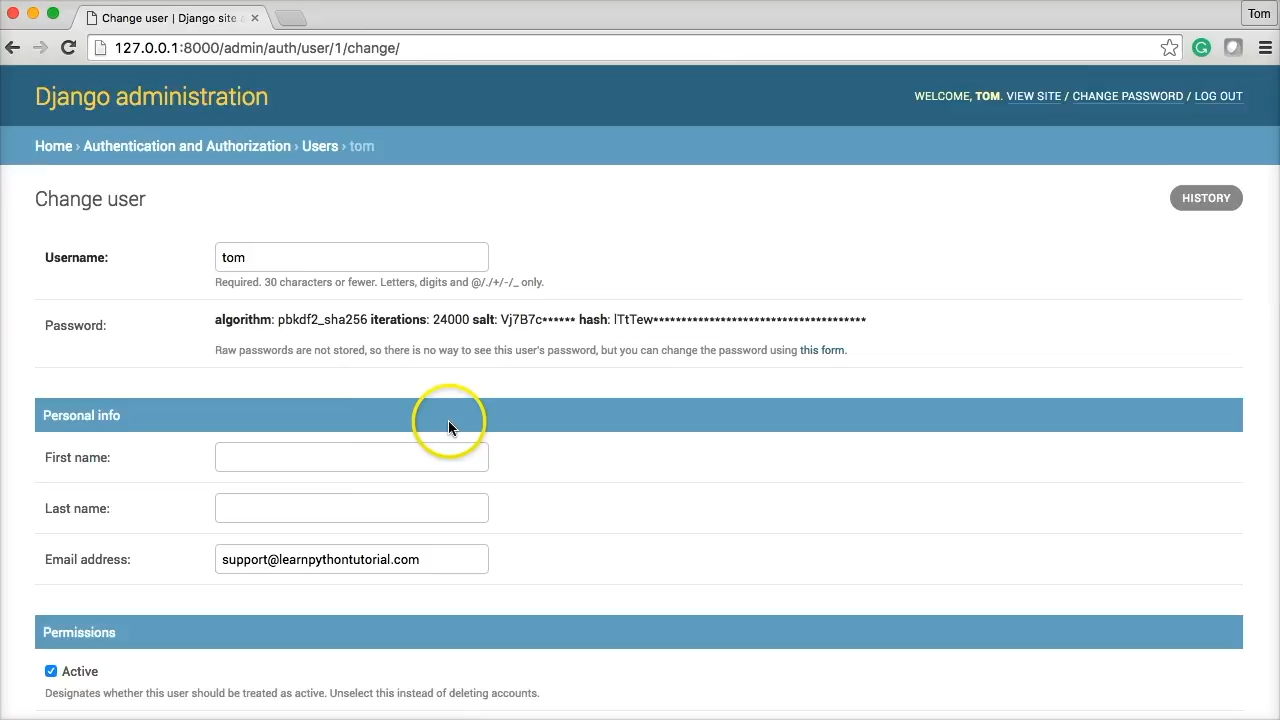 Change user | Django site
Tom
127.0.0.1:8000/admin/auth/user/1/change/
Django administration
WELCOME, TOM. VIEW SITE / CHANGE PASSWORD / LOG OUT
Home › Authentication and Authorization › Users › tom
Change user
HISTORY
Username:
tom
Required. 30 characters or fewer. Letters, digits and @/./+/-/_ only.
Password:
algorithm: pbkdf2_sha256 iterations: 24000 salt: Vj7B7c****** hash: lTtTew**************************************
Raw passwords are not stored, so there is no way to see this user's password, but you can change the password using this form.
Personal info
First name:
Last name:
Email address:
support@learnpythontutorial.com
Permissions
Active
Designates whether this user should be treated as active. Unselect this instead of deleting accounts.